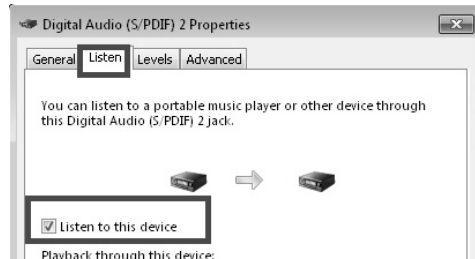 Digital Audio (S/PDIF) 2 Properties
General Listen Levels Advanced
You can listen to a portable music player or other device through
this Digital Audio (S/PDIF) 2 jack.
Listen to this device
Playback through this device: